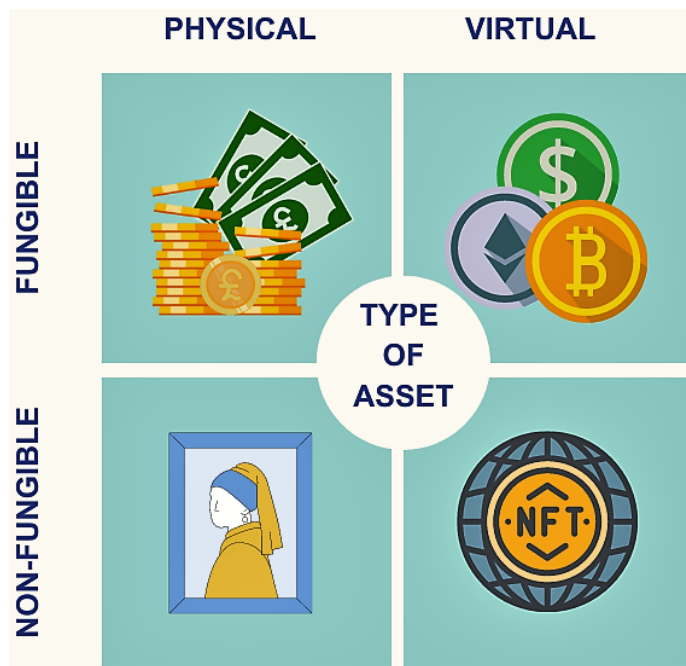 PHYSICAL
VIRTUAL
FUNGIBLE
£
$
₿
TYPE
OF
ASSET
NON-FUNGIBLE
·NFT·